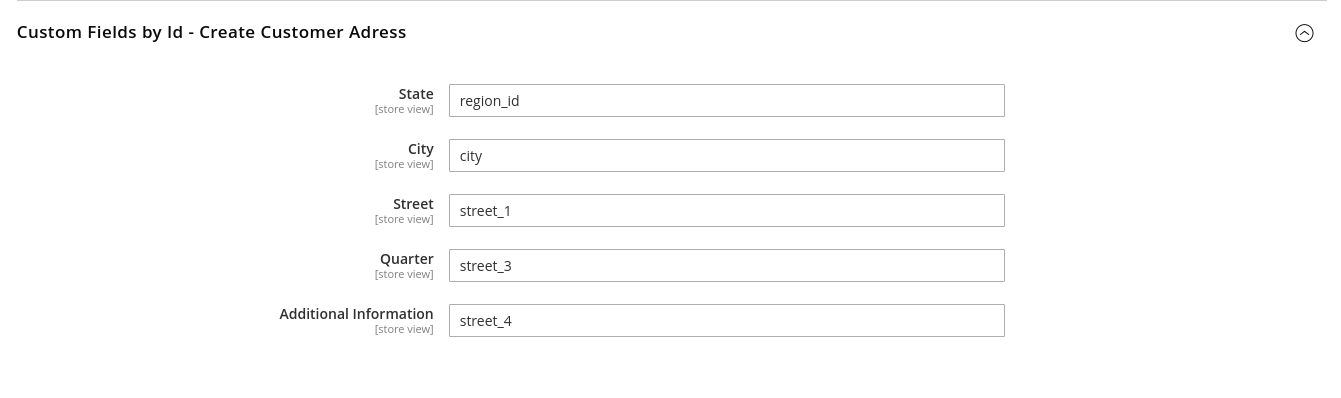 Custom Fields by Id - Create Customer Adress
State
[store view]
region_id
City
[store view]
city
Street
[store view]
street_1
Quarter
[store view]
street_3
Additional Information
[store view]
street_4